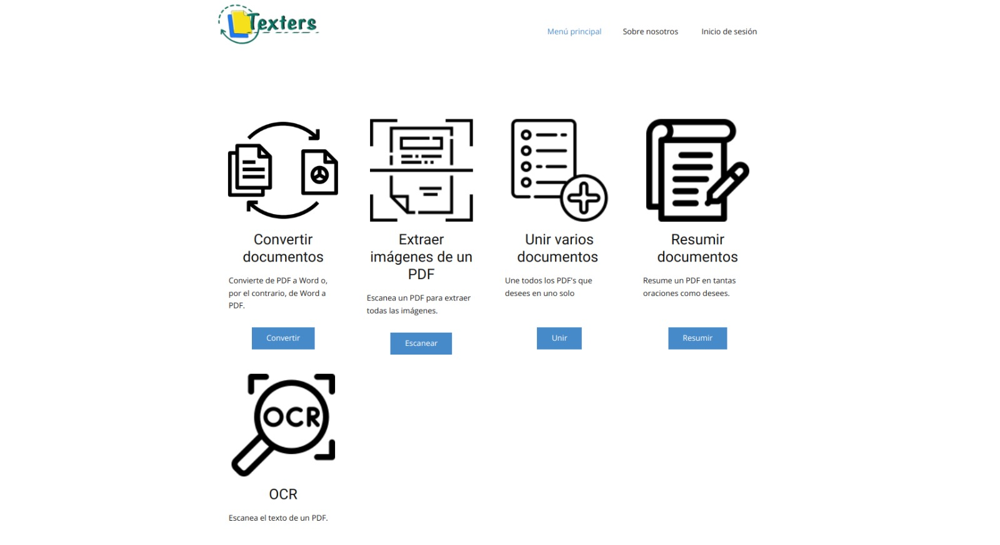 Texters
Menú principal
Sobre nosotros
Inicio de sesión
Convertir
documentos
Convierte de PDF a Word o,
por el contrario, de Word a
PDF.
Convertir
Extraer
imágenes de un
PDF
Escanea un PDF para extraer
todas las imágenes.
Escanear
Unir varios
documentos
Une todos los PDF's que
desees en uno solo
Unir
Resumir
documentos
Resume un PDF en tantas
oraciones como desees.
Resumir
OCR
OCR
Escanea el texto de un PDF.